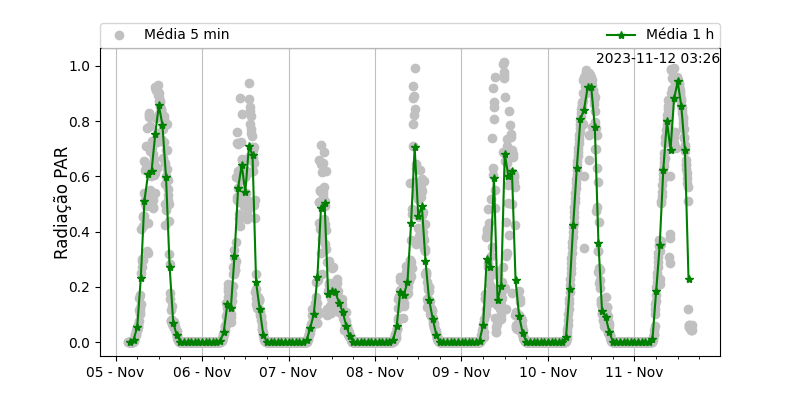 Média 5 min
Média 1 h
2023-11-12 03:26
Radiação PAR
1.0
0.8
0.6
0.4
0.2
0.0
05 - Nov
06 - Nov
07 - Nov
08 - Nov
09 - Nov
10 - Nov
11 - Nov